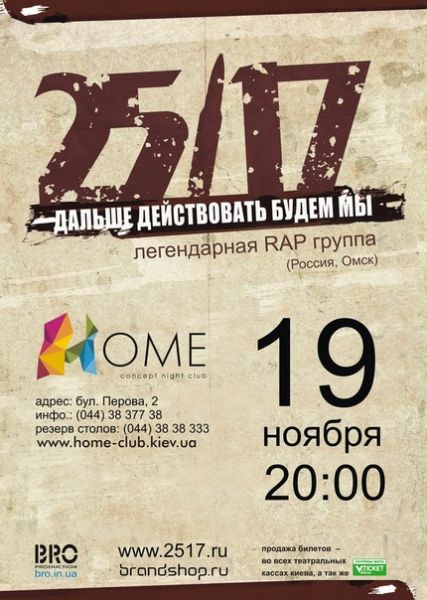 25/17
ДАЛЬШЕ ДЕЙСТВОВАТЬ БУДЕМ МЫ
легендарная RAP группа
(Россия, Омск)
HOME
concept night club
адрес: бул. Перова, 2
инфо.: (044) 38 377 38
резерв столов: (044) 38 38 333
www.home-club.kiev.ua
19
ноября
20:00
BRO
PRODUCTION
bro.in.ua
www.2517.ru
brandshop.ru
продажа билетов –
во всех театральных
кассах киева, а так же
VTICKET